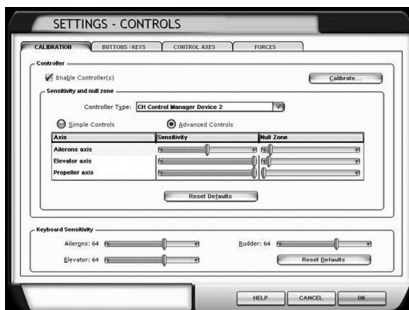 SETTINGS - CONTROLS
CALIBRATION BUTTONS / KEYS CONTROL AXES FORCES
Controller
Enable Controller(s) Calibrate...
Sensitivity and null zone
Controller Type: CH Control Manager Device 2
Simple Controls Advanced Controls
Axis Sensitivity Null Zone
Ailerons axis
Elevator axis
Propeller axis
Reset Defaults
Keyboard Sensitivity
Ailerons: 64 Rudder: 64
Elevator: 64 Reset Defaults
HELP CANCEL OK